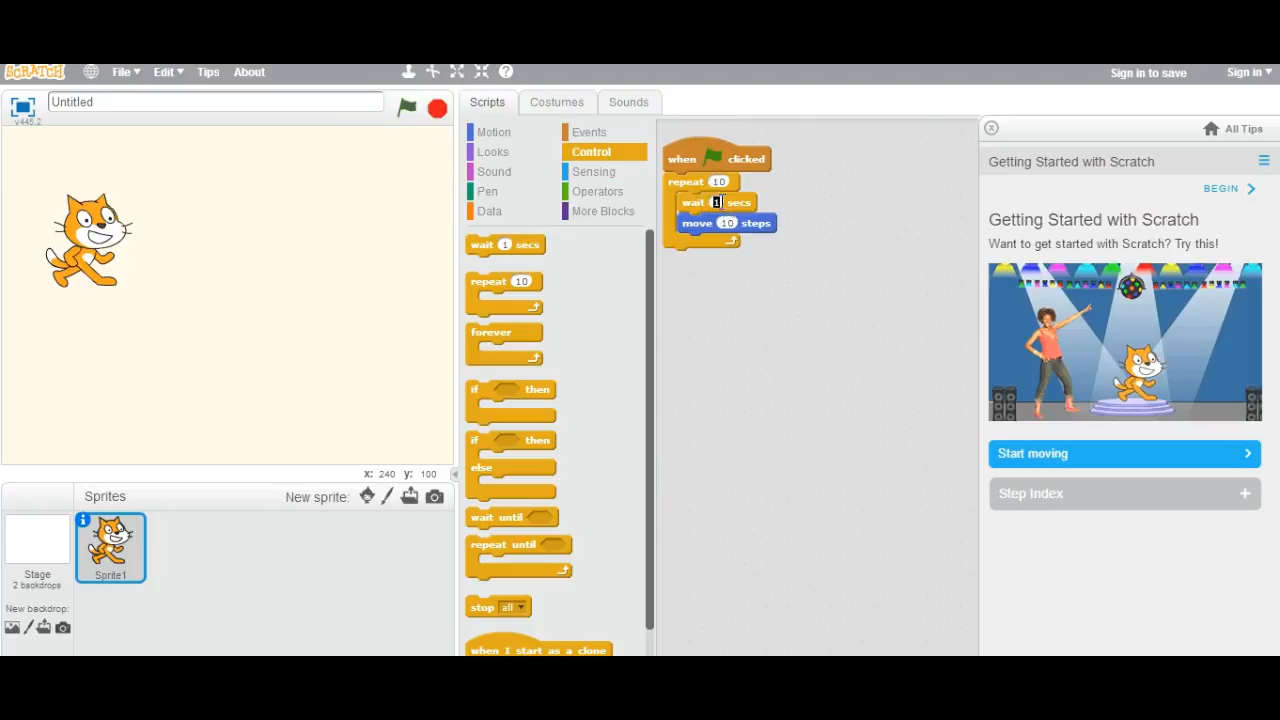 SCRATCH File Edit Tips About Sign in to save Sign in
Untitled
v446.2
Scripts Costumes Sounds
Motion Events
Looks Control
Sound Sensing
Pen Operators
Data More Blocks
wait 1 secs
repeat 10
forever
if then
if then
else
wait until
repeat until
stop all
when I start as a clone
when clicked
repeat 10
wait 1 secs
move 10 steps
x: 240 y: 100
Sprites New sprite:
Sprite1
Stage
2 backdrops
New backdrop:
All Tips
Getting Started with Scratch
BEGIN
Getting Started with Scratch
Want to get started with Scratch? Try this!
Start moving
Step Index